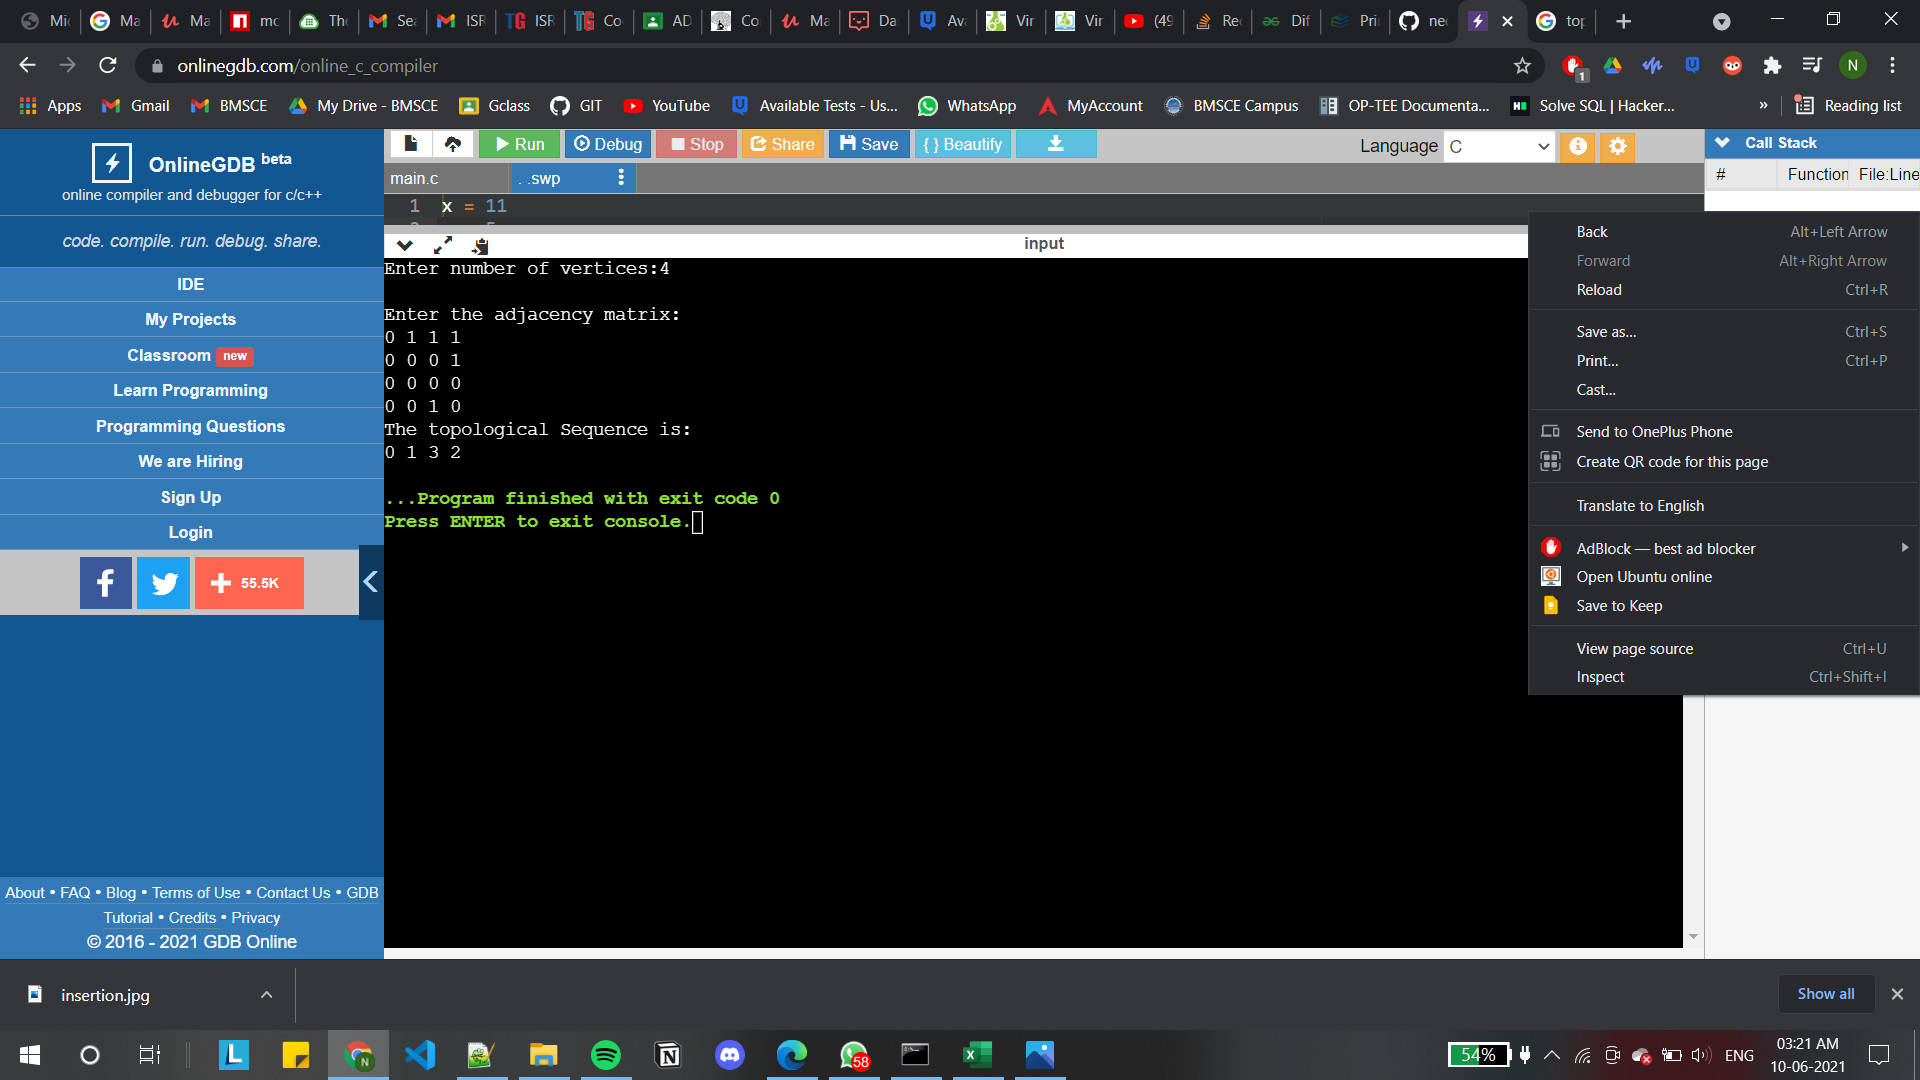 Mic
Ma
Ma
mc
The
Sea
ISR
ISR
Co
AD
Co
Ma
Da
Ava
Vir
Vir
(49
Rec
Dif
Pri
nee
top
onlinegdb.com/online_c_compiler
1
N
Apps
Gmail
BMSCE
My Drive - BMSCE
Gclass
GIT
YouTube
Available Tests - Us...
WhatsApp
MyAccount
BMSCE Campus
OP-TEE Documenta...
Solve SQL | Hacker...
»
Reading list
OnlineGDB beta
online compiler and debugger for c/c++
code. compile. run. debug. share.
IDE
My Projects
Classroom new
Learn Programming
Programming Questions
We are Hiring
Sign Up
Login
55.5K
About • FAQ • Blog • Terms of Use • Contact Us • GDB
Tutorial • Credits • Privacy
© 2016 - 2021 GDB Online
Run
Debug
Stop
Share
Save
{ } Beautify
Language C
main.c
. .swp
1 x = 11
input
Enter number of vertices:4
Enter the adjacency matrix:
0 1 1 1
0 0 0 1
0 0 0 0
0 0 1 0
The topological Sequence is:
0 1 3 2
...Program finished with exit code 0
Press ENTER to exit console.
Call Stack
# Function File:Line
Back Alt+Left Arrow
Forward Alt+Right Arrow
Reload Ctrl+R
Save as... Ctrl+S
Print... Ctrl+P
Cast...
Send to OnePlus Phone
Create QR code for this page
Translate to English
AdBlock — best ad blocker
Open Ubuntu online
Save to Keep
View page source Ctrl+U
Inspect Ctrl+Shift+I
insertion.jpg
Show all
58
54%
ENG
03:21 AM
10-06-2021